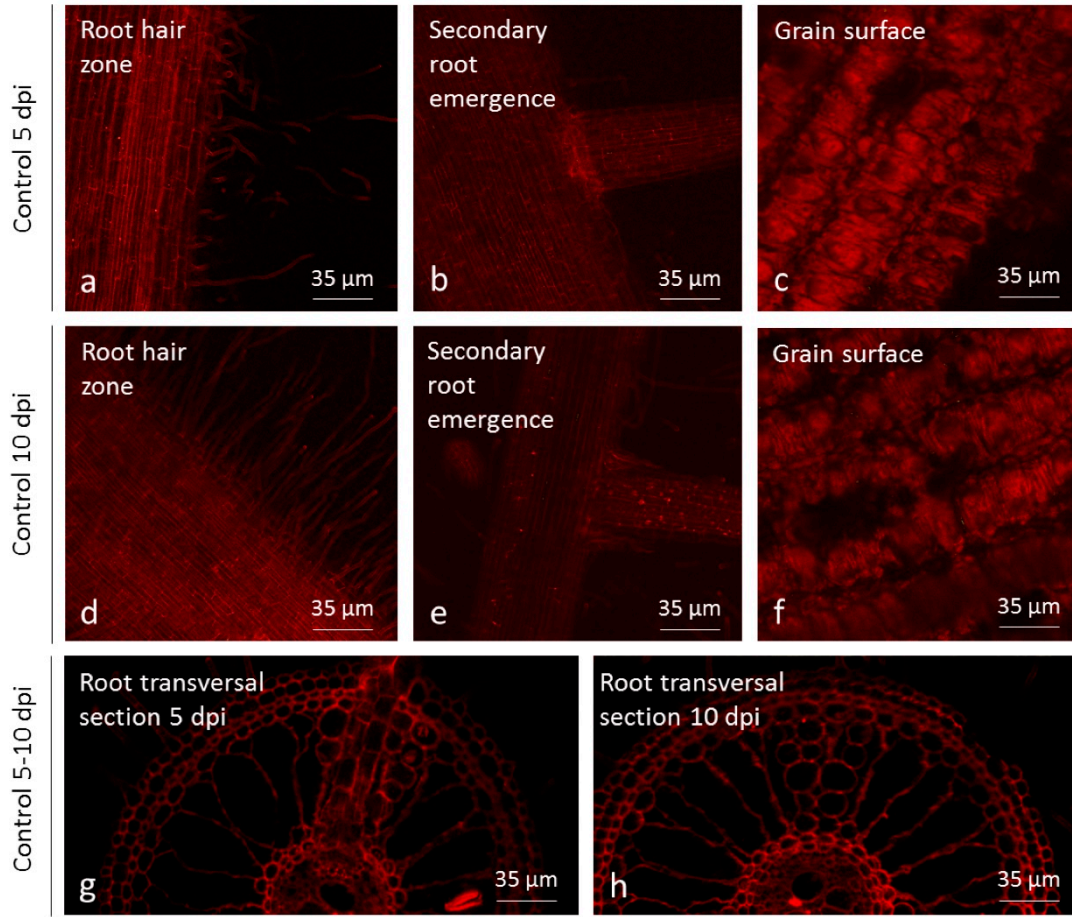 Control 5 dpi
Root hair
zone
a
35 µm
Secondary
root
emergence
b
35 µm
Grain surface
c
35 µm
Control 10 dpi
Root hair
zone
d
35 µm
Secondary
root
emergence
e
35 µm
Grain surface
f
35 µm
Control 5-10 dpi
Root transversal
section 5 dpi
g
35 µm
Root transversal
section 10 dpi
h
35 µm